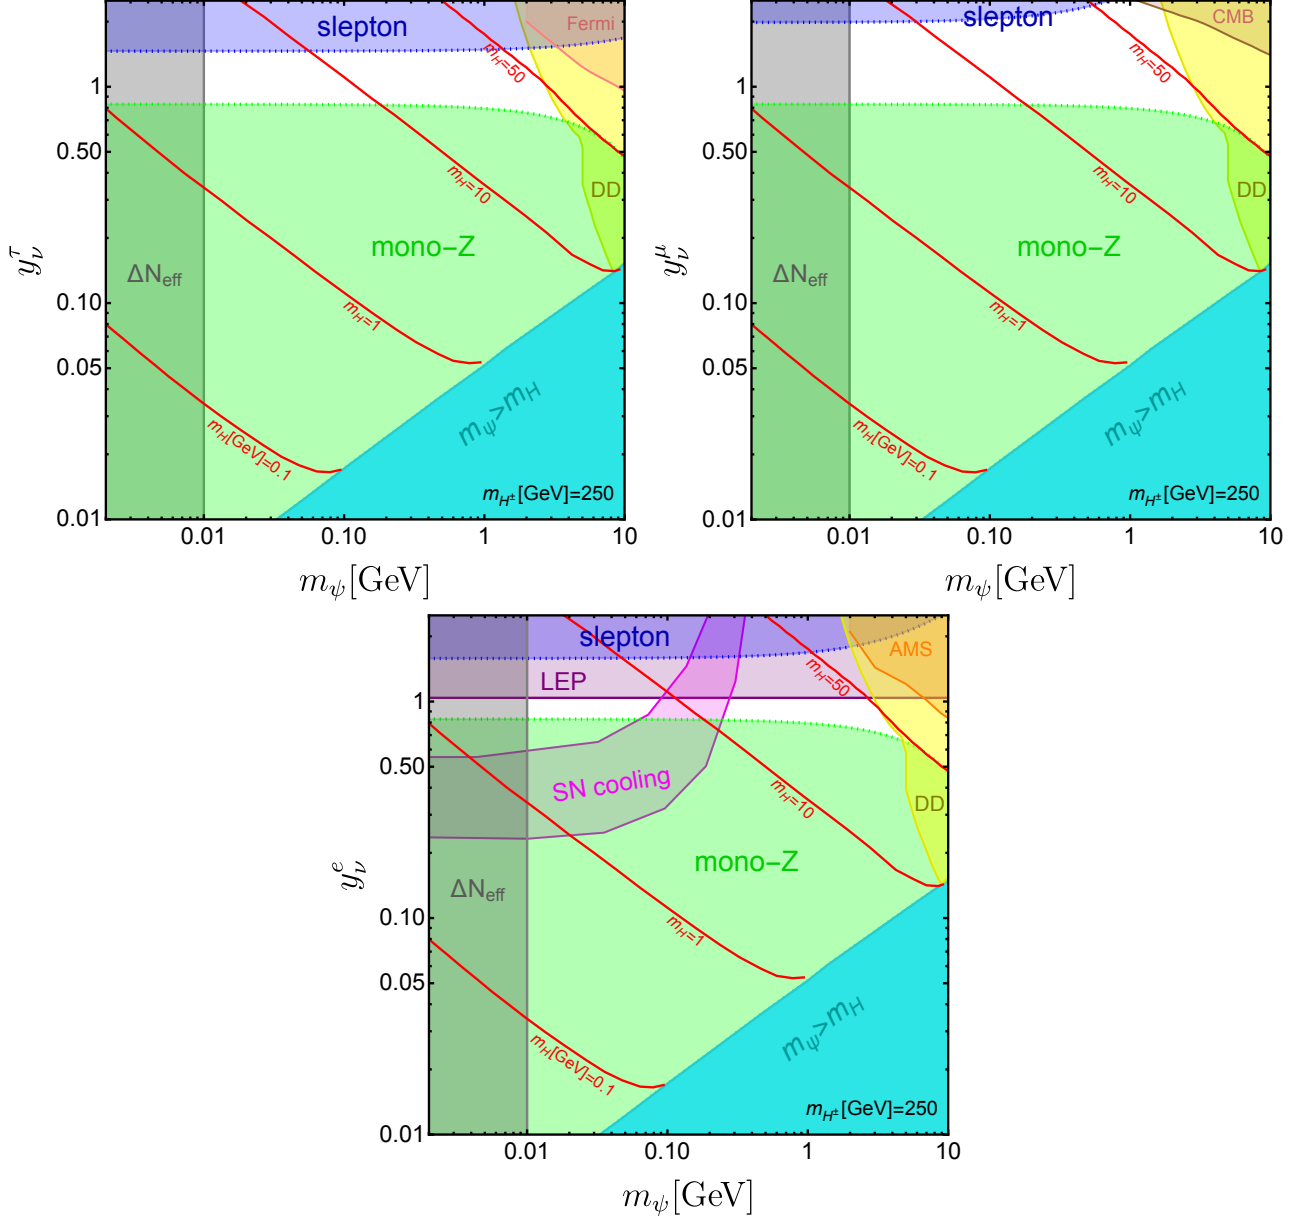 slepton
Fermi
m_H=50
1
0.50
m_H=10
DD
mono−Z
y_ν^τ
ΔN_eff
0.10
m_H=1
0.05
m_ψ>m_H
m_H[GeV]=0.1
m_H±[GeV]=250
0.01
0.01 0.10 1 10
m_ψ[GeV]
slepton
CMB
m_H=50
1
0.50
m_H=10
DD
mono−Z
y_ν^μ
ΔN_eff
0.10
m_H=1
0.05
m_ψ>m_H
m_H[GeV]=0.1
m_H±[GeV]=250
0.01
0.01 0.10 1 10
m_ψ[GeV]
slepton
AMS
LEP
m_H=50
1
0.50
SN cooling
m_H=10
DD
mono−Z
y_ν^e
ΔN_eff
0.10
m_H=1
0.05
m_ψ>m_H
m_H[GeV]=0.1
m_H±[GeV]=250
0.01
0.01 0.10 1 10
m_ψ[GeV]